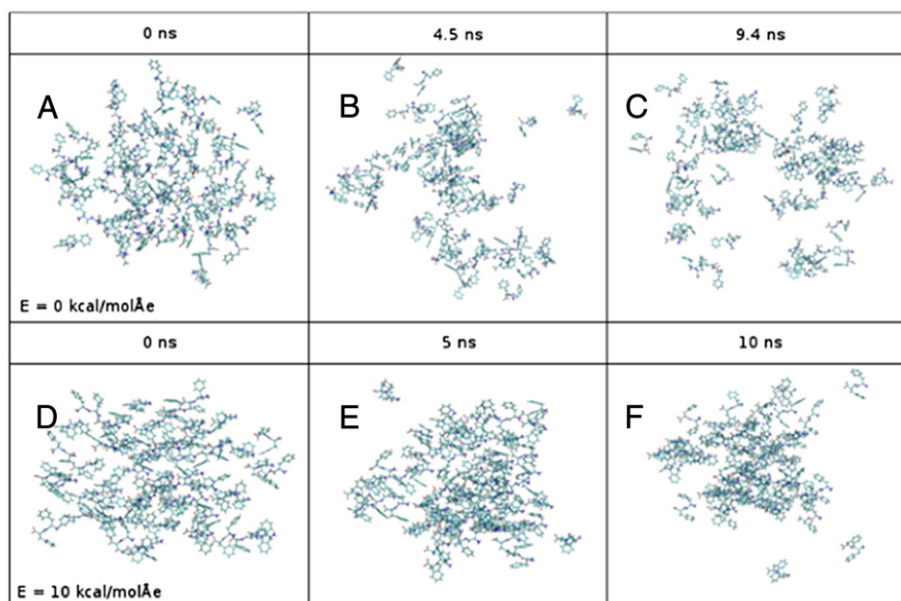 0 ns 4.5 ns 9.4 ns
A B C
E = 0 kcal/molÅe
0 ns 5 ns 10 ns
D E F
E = 10 kcal/molÅe